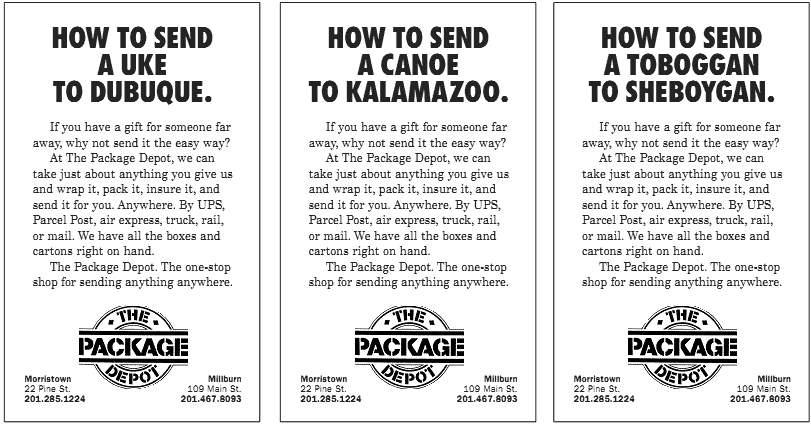 HOW TO SEND
A UKE
TO DUBUQUE.
If you have a gift for someone far
away, why not send it the easy way?
At The Package Depot, we can
take just about anything you give us
and wrap it, pack it, insure it, and
send it for you. Anywhere. By UPS,
Parcel Post, air express, truck, rail,
or mail. We have all the boxes and
cartons right on hand.
The Package Depot. The one-stop
shop for sending anything anywhere.
THE
PACKAGE
DEPOT
Morristown
22 Pine St.
201.285.1224
Millburn
109 Main St.
201.467.8093
HOW TO SEND
A CANOE
TO KALAMAZOO.
If you have a gift for someone far
away, why not send it the easy way?
At The Package Depot, we can
take just about anything you give us
and wrap it, pack it, insure it, and
send it for you. Anywhere. By UPS,
Parcel Post, air express, truck, rail,
or mail. We have all the boxes and
cartons right on hand.
The Package Depot. The one-stop
shop for sending anything anywhere.
THE
PACKAGE
DEPOT
Morristown
22 Pine St.
201.285.1224
Millburn
109 Main St.
201.467.8093
HOW TO SEND
A TOBOGGAN
TO SHEBOYGAN.
If you have a gift for someone far
away, why not send it the easy way?
At The Package Depot, we can
take just about anything you give us
and wrap it, pack it, insure it, and
send it for you. Anywhere. By UPS,
Parcel Post, air express, truck, rail,
or mail. We have all the boxes and
cartons right on hand.
The Package Depot. The one-stop
shop for sending anything anywhere.
THE
PACKAGE
DEPOT
Morristown
22 Pine St.
201.285.1224
Millburn
109 Main St.
201.467.8093